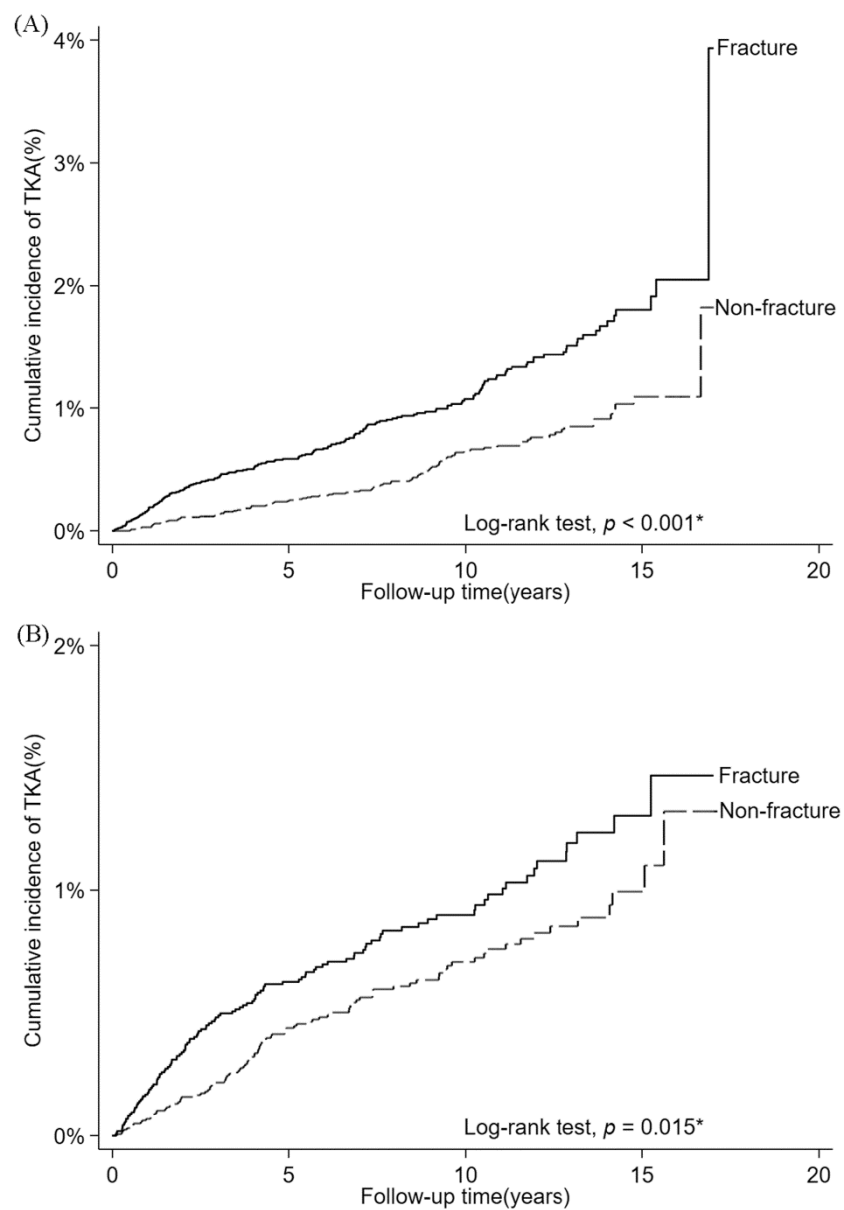 (A)
4%
3%
2%
1%
0%
Cumulative incidence of TKA(%)
Fracture
Non-fracture
Log-rank test, p < 0.001*
0 5 10 15 20
Follow-up time(years)
(B)
2%
1%
0%
Cumulative incidence of TKA(%)
Fracture
Non-fracture
Log-rank test, p = 0.015*
0 5 10 15 20
Follow-up time(years)